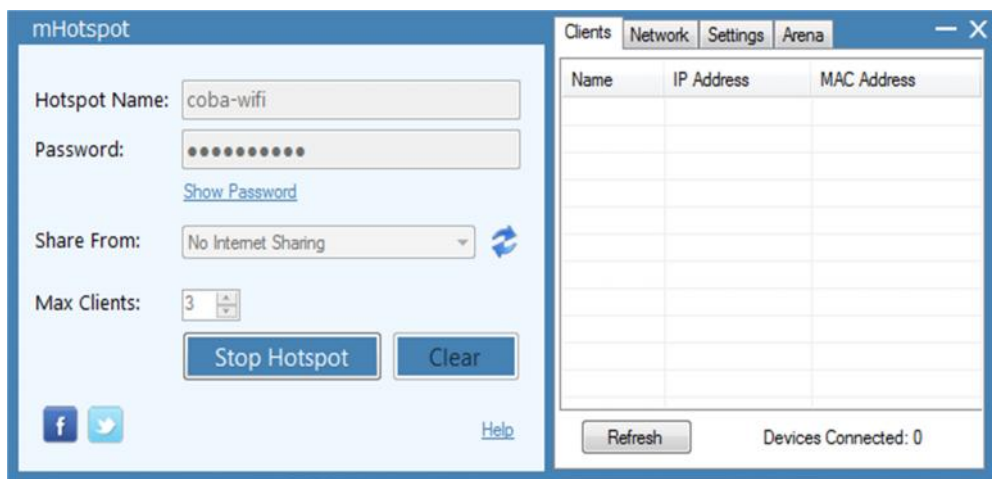 mHotspot
Hotspot Name: coba-wifi
Password: ●●●●●●●●●●
Show Password
Share From: No Internet Sharing
Max Clients: 3
Stop Hotspot Clear
f
Help
Clients Network Settings Arena
Name IP Address MAC Address
Refresh Devices Connected: 0